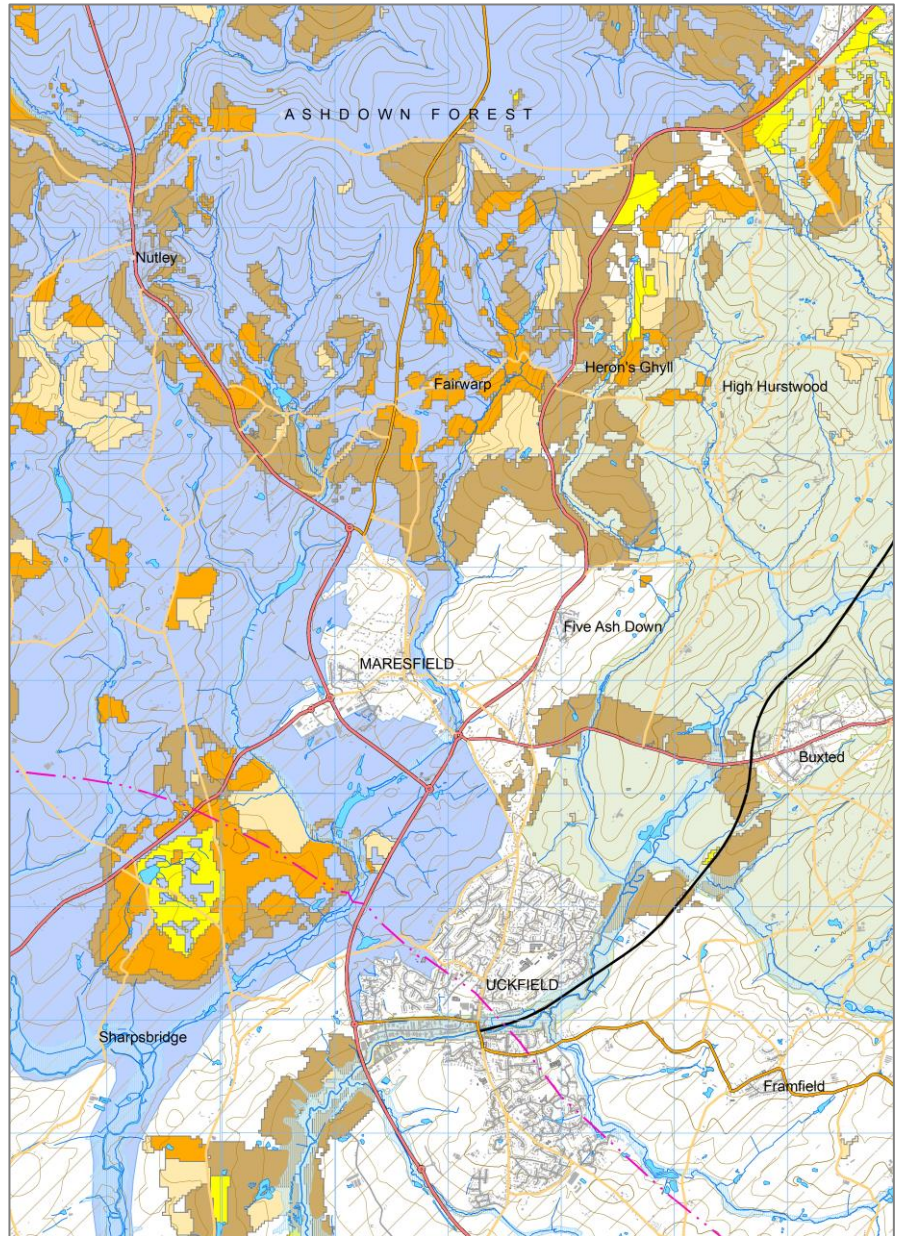 ASHDOWN FOREST
Nutley
Heron's Ghyll
Fairwarp
High Hurstwood
Five Ash Down
MARESFIELD
Buxted
UCKFIELD
Sharpsbridge
Framfield